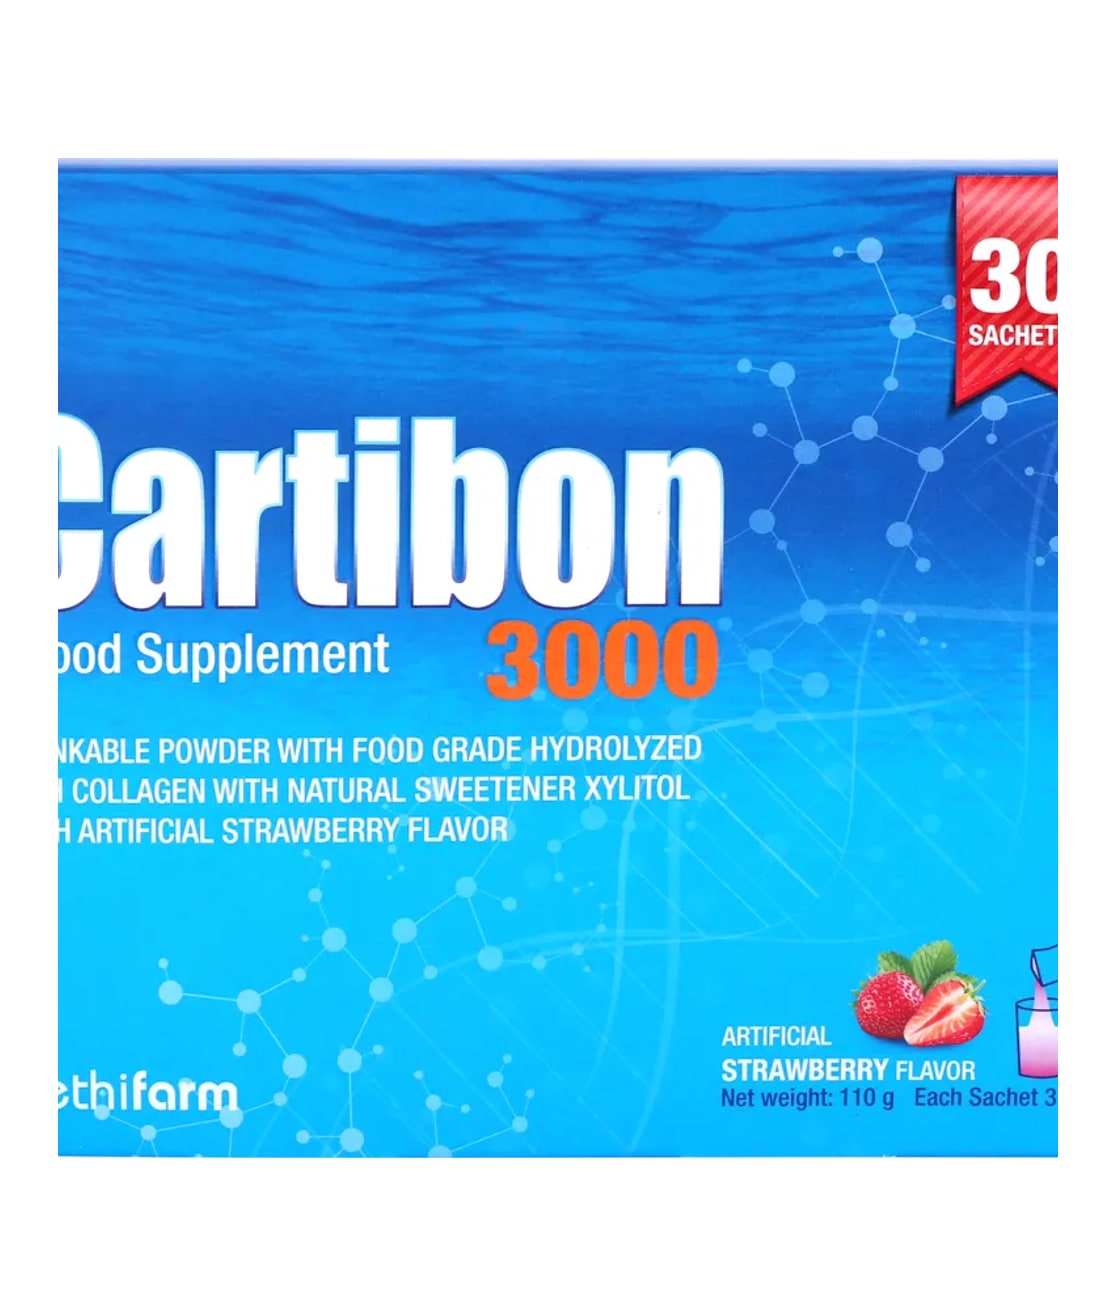 30
SACHET
Cartibon
ood Supplement
3000
NKABLE POWDER WITH FOOD GRADE HYDROLYZED
H COLLAGEN WITH NATURAL SWEETENER XYLITOL
H ARTIFICIAL STRAWBERRY FLAVOR
ARTIFICIAL
STRAWBERRY FLAVOR
Net weight: 110 g Each Sachet 3
ethifarm